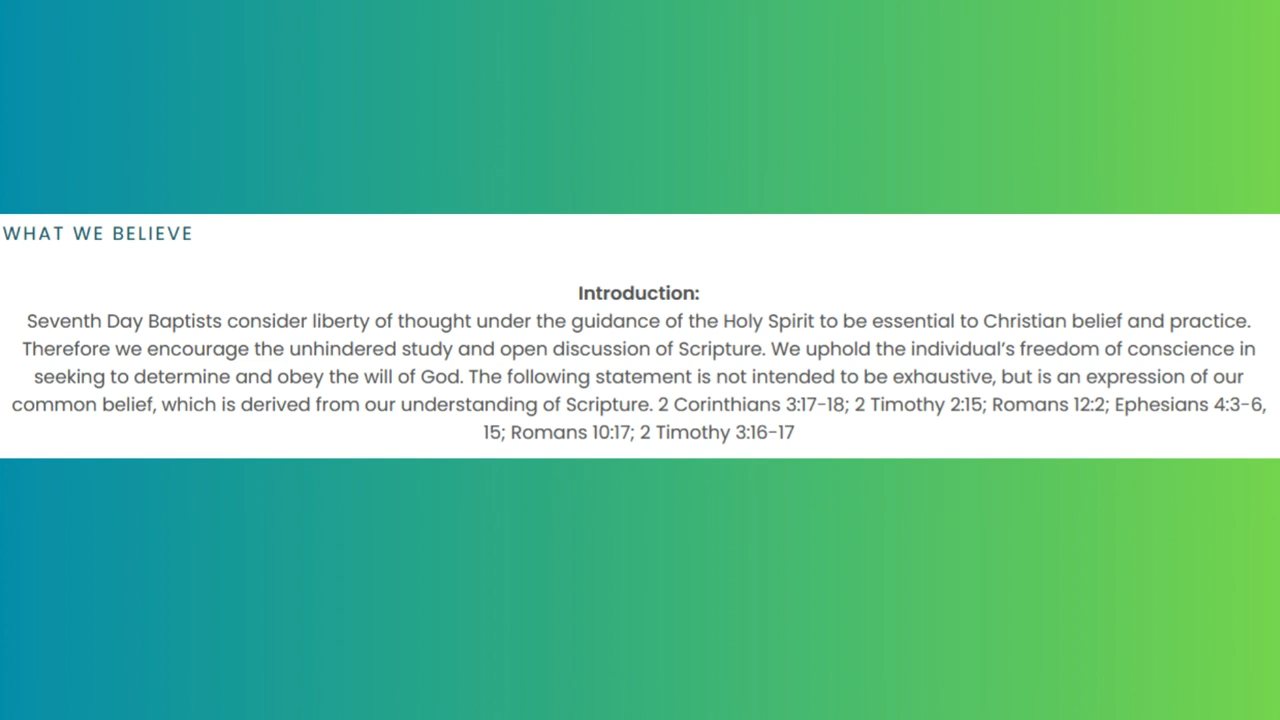 WHAT WE BELIEVE
Introduction:
Seventh Day Baptists consider liberty of thought under the guidance of the Holy Spirit to be essential to Christian belief and practice.
Therefore we encourage the unhindered study and open discussion of Scripture. We uphold the individual’s freedom of conscience in
seeking to determine and obey the will of God. The following statement is not intended to be exhaustive, but is an expression of our
common belief, which is derived from our understanding of Scripture. 2 Corinthians 3:17-18; 2 Timothy 2:15; Romans 12:2; Ephesians 4:3-6,
15; Romans 10:17; 2 Timothy 3:16-17